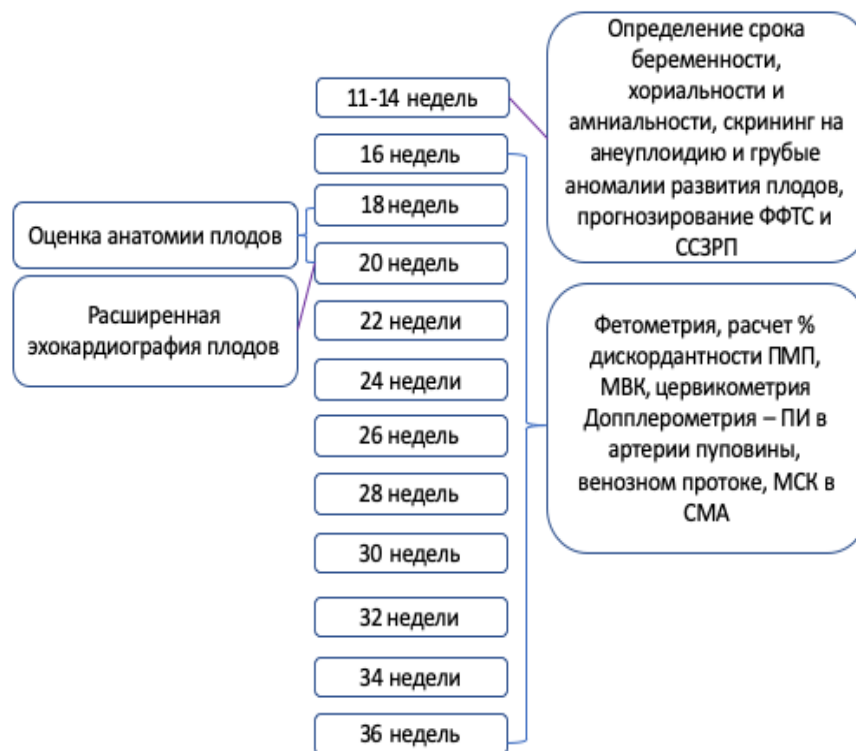 11-14 недель
16 недель
18 недель
20 недель
22 недели
24 недели
26 недель
28 недель
30 недель
32 недели
34 недели
36 недель
Оценка анатомии плодов
Расширенная
эхокардиография плодов
Определение срока
беременности,
хориальности и
амниальности, скрининг на
анеуплоидию и грубые
аномалии развития плодов,
прогнозирование ФФТС и
ССЗРП
Фетометрия, расчет %
дискордантности ПМП,
МВК, цервикометрия
Допплерометрия – ПИ в
артерии пуповины,
венозном протоке, МСК в
СМА